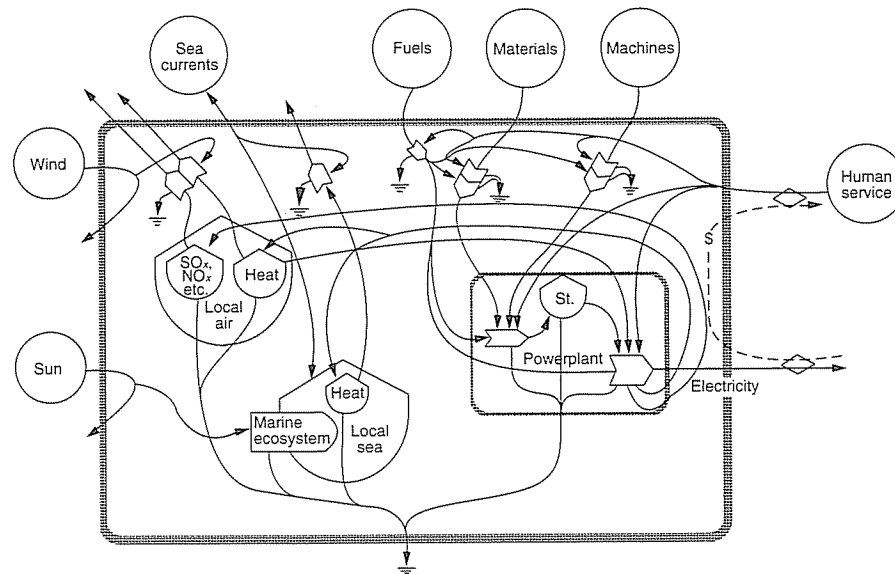 Sea
currents
Fuels
Materials
Machines
Wind
Human
service
$
SOx,
NOx
etc.
Heat
Local
air
St.
Powerplant
Sun
Electricity
Heat
Marine
ecosystem
Local
sea